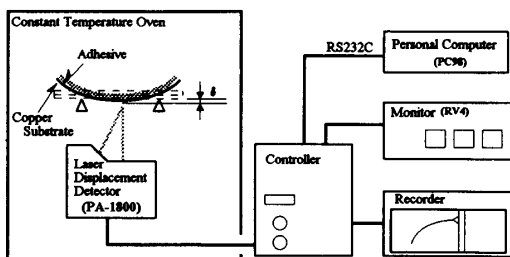 Constant Temperature Oven
Adhesive
δ
Copper
Substrate
Laser
Displacement
Detector
(PA-1800)
RS232C
Controller
Personal Computer
(PC98)
Monitor (RV4)
Recorder